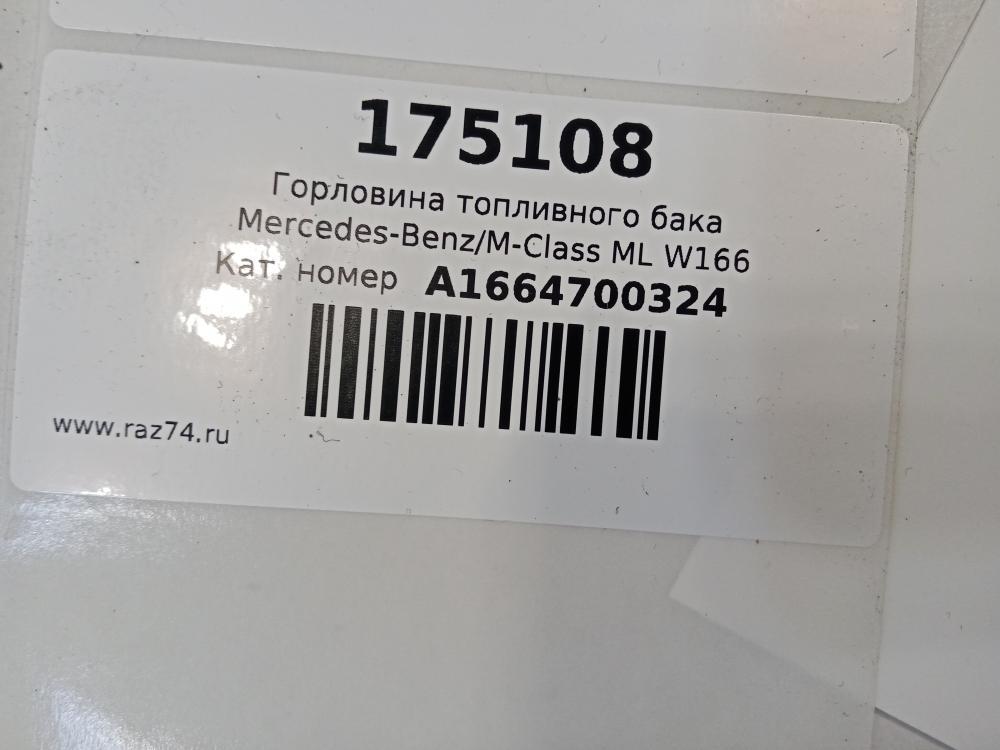 175108
Горловина топливного бака
Mercedes-Benz/M-Class ML W166
Кат. номер A1664700324
www.raz74.ru